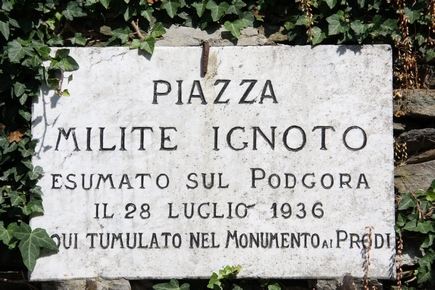 PIAZZA
MILITE IGNOTO
ESUMATO SUL PODGORA
IL 28 LUGLIO 1936
QUI TUMULATO NEL MONUMENTO AI PRODI